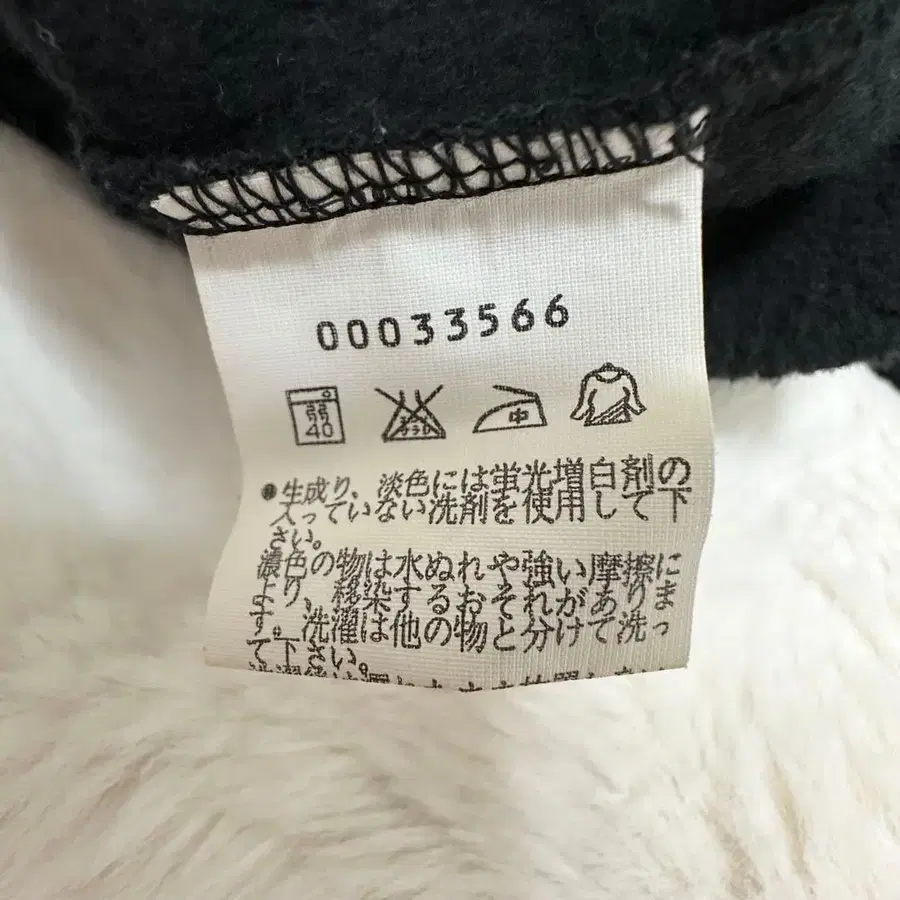 00033566
弱
40
中
●生成り、淡色には蛍光増白剤の
入っていない洗剤を使用して下
さい。
濃色の物は水ぬれや強い摩擦に
より、移染するおそれがありま
す。洗濯は他の物と分けて洗っ
て下さい。